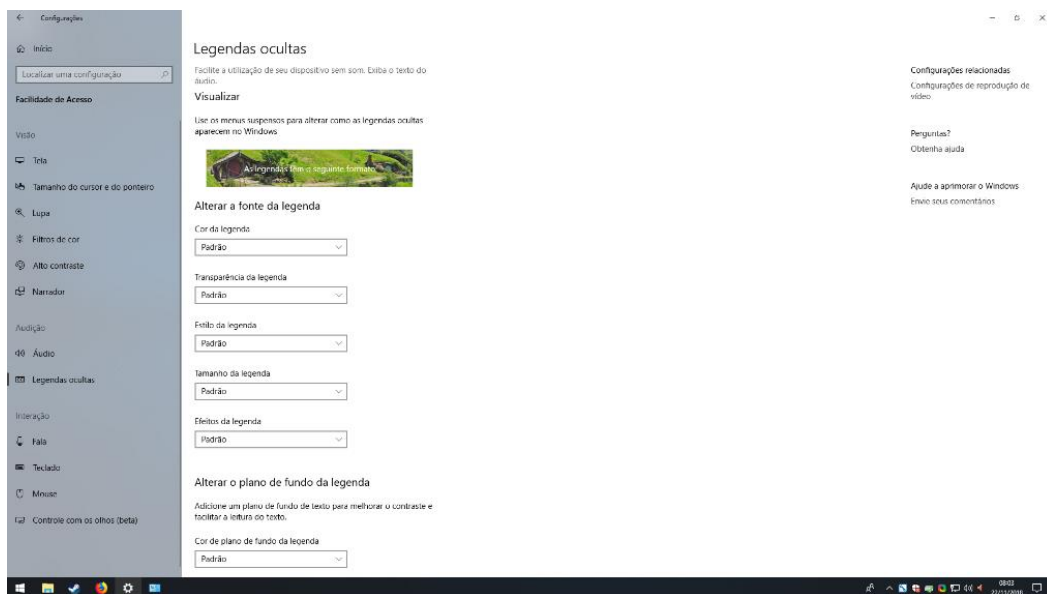 Configurações
Início
Localizar uma configuração
Facilidade de Acesso
Visão
Tela
Tamanho do cursor e do ponteiro
Lupa
Filtros de cor
Alto contraste
Narrador
Audição
Áudio
Legendas ocultas
Interação
Fala
Teclado
Mouse
Controle com os olhos (beta)
Legendas ocultas
Facilite a utilização de seu dispositivo sem som. Exiba o texto do
áudio.
Visualizar
Use os menus suspensos para alterar como as legendas ocultas
aparecem no Windows
As legendas têm o seguinte formato
Alterar a fonte da legenda
Cor da legenda
Padrão
Transparência da legenda
Padrão
Estilo da legenda
Padrão
Tamanho da legenda
Padrão
Efeitos da legenda
Padrão
Alterar o plano de fundo da legenda
Adicione um plano de fundo de texto para melhorar o contraste e
facilitar a leitura do texto.
Cor de plano de fundo da legenda
Padrão
Configurações relacionadas
Configurações de reprodução de
vídeo
Perguntas?
Obtenha ajuda
Ajude a aprimorar o Windows
Envie seus comentários
08:03
22/11/2018